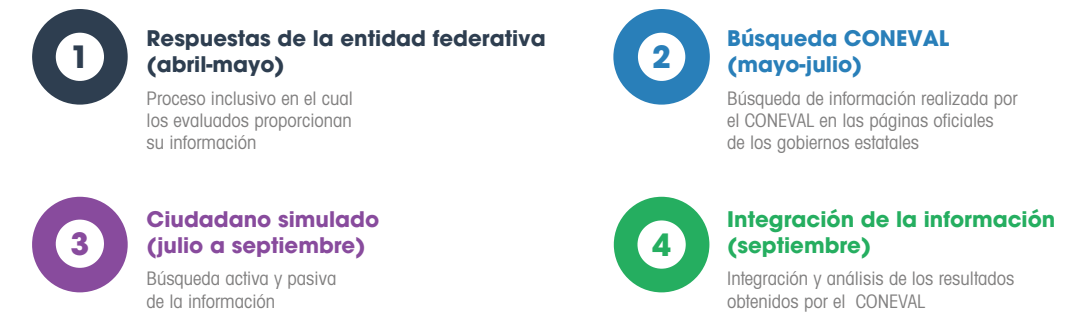 1
Respuestas de la entidad federativa
(abril-mayo)
Proceso inclusivo en el cual
los evaluados proporcionan
su información
2
Búsqueda CONEVAL
(mayo-julio)
Búsqueda de información realizada por
el CONEVAL en las páginas oficiales
de los gobiernos estatales
3
Ciudadano simulado
(julio a septiembre)
Búsqueda activa y pasiva
de la información
4
Integración de la información
(septiembre)
Integración y análisis de los resultados
obtenidos por el CONEVAL